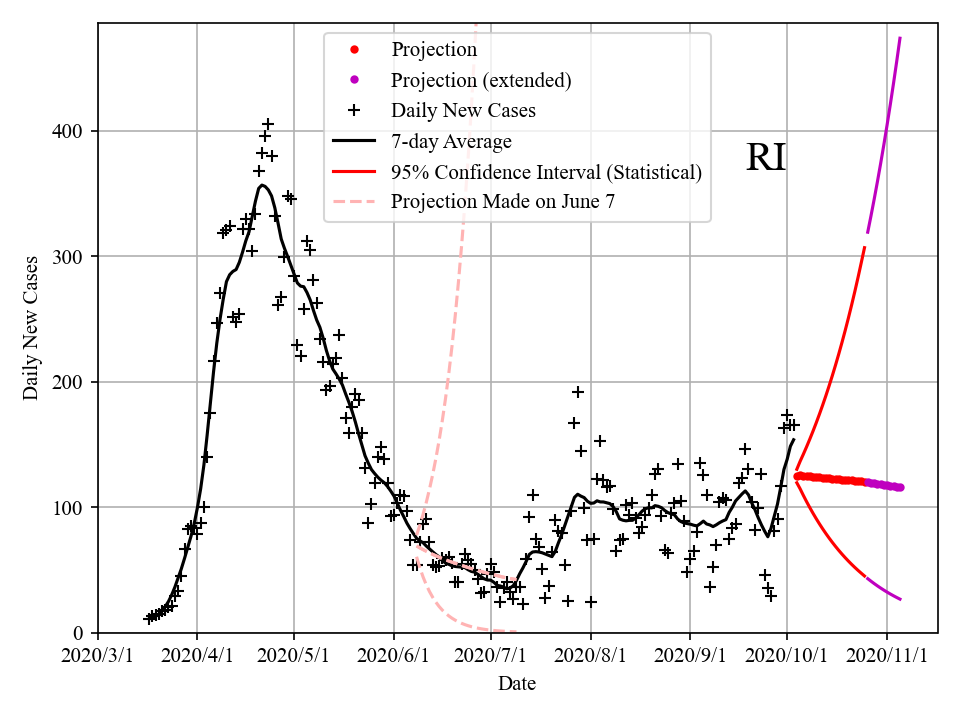 Projection
Projection (extended)
Daily New Cases
7-day Average
95% Confidence Interval (Statistical)
Projection Made on June 7
RI
Daily New Cases
400
300
200
100
0
2020/3/1 2020/4/1 2020/5/1 2020/6/1 2020/7/1 2020/8/1 2020/9/1 2020/10/1 2020/11/1
Date